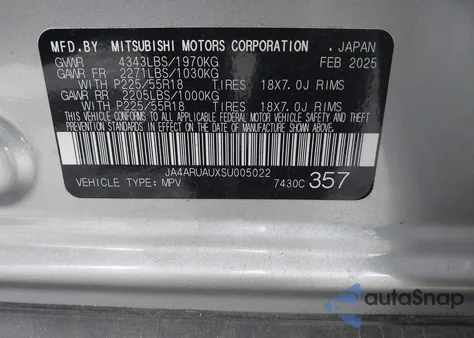 MFD.BY MITSUBISHI MOTORS CORPORATION . JAPAN
GVWR 4343LBS/1970KG FEB 2025
GAWR FR 2271LBS/1030KG
WITH P225/55R18 TIRES 18X7.0J RIMS
GAWR RR 2205LBS/1000KG
WITH P225/55R18 TIRES 18X7.0J RIMS
THIS VEHICLE CONFORMS TO ALL APPLICABLE
FEDERAL MOTOR VEHICLE SAFETY AND THEFT
PREVENTION STANDARDS IN EFFECT ON THE DATE
OF MANUFACTURE SHOWN ABOVE.
JA4ARUAUXSU005022
VEHICLE TYPE: MPV 7430C 357
autoSnap